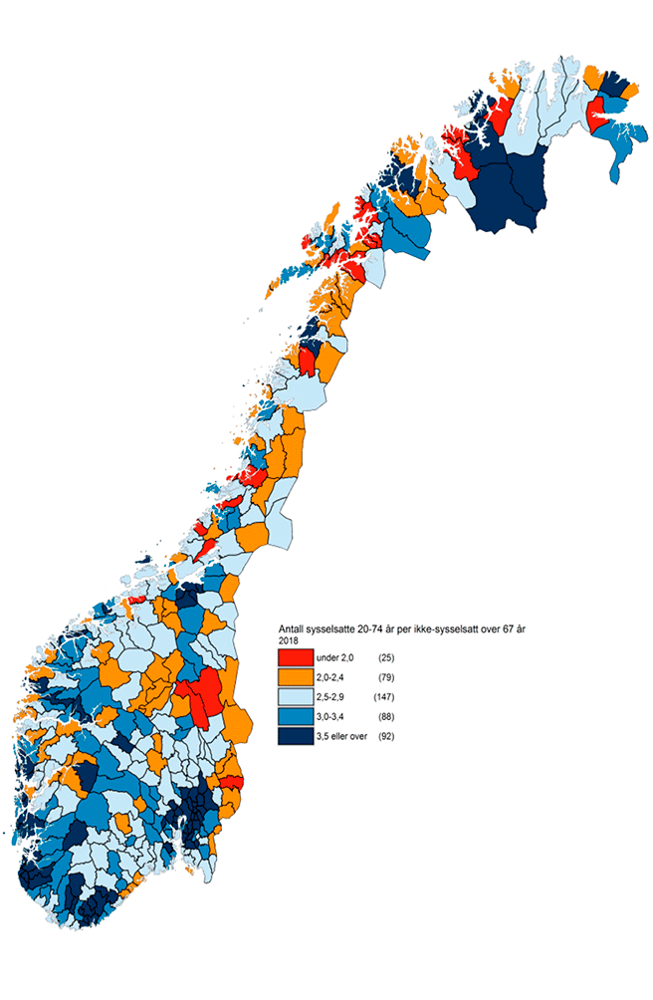 Antall sysselsatte 20-74 år per ikke-sysselsatt over 67 år
2018
under 2,0 (25)
2,0-2,4 (79)
2,5-2,9 (147)
3,0-3,4 (88)
3,5 eller over (92)